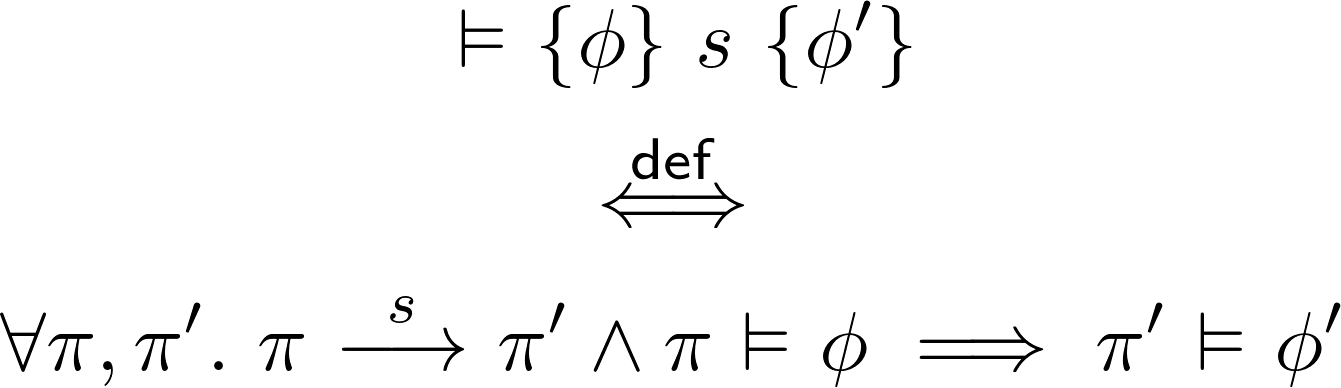 ⊨ {ϕ} s {ϕ′}
def
⟺
∀π, π′. π —s→ π′ ∧ π ⊨ ϕ ⟹ π′ ⊨ ϕ′